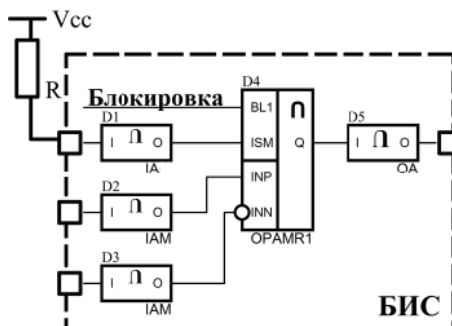 Vcc
R
Блокировка
D4
BL1
D1
I
O
IA
ISM
Q
D5
I
O
OA
D2
I
O
IAM
INP
INN
OPAMR1
D3
I
O
IAM
БИС